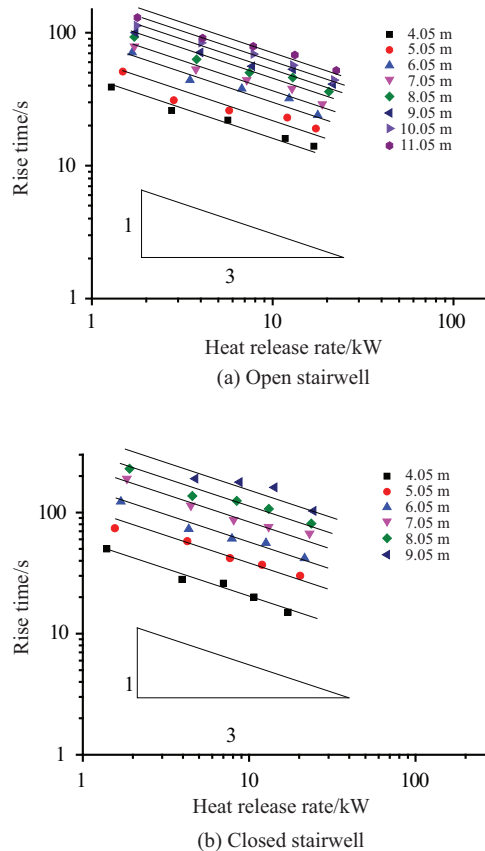 100
10
1
Rise time/s
4.05 m
5.05 m
6.05 m
7.05 m
8.05 m
9.05 m
10.05 m
11.05 m
1
3
1
10
100
Heat release rate/kW
(a) Open stairwell
100
10
1
Rise time/s
4.05 m
5.05 m
6.05 m
7.05 m
8.05 m
9.05 m
1
3
1
10
100
Heat release rate/kW
(b) Closed stairwell